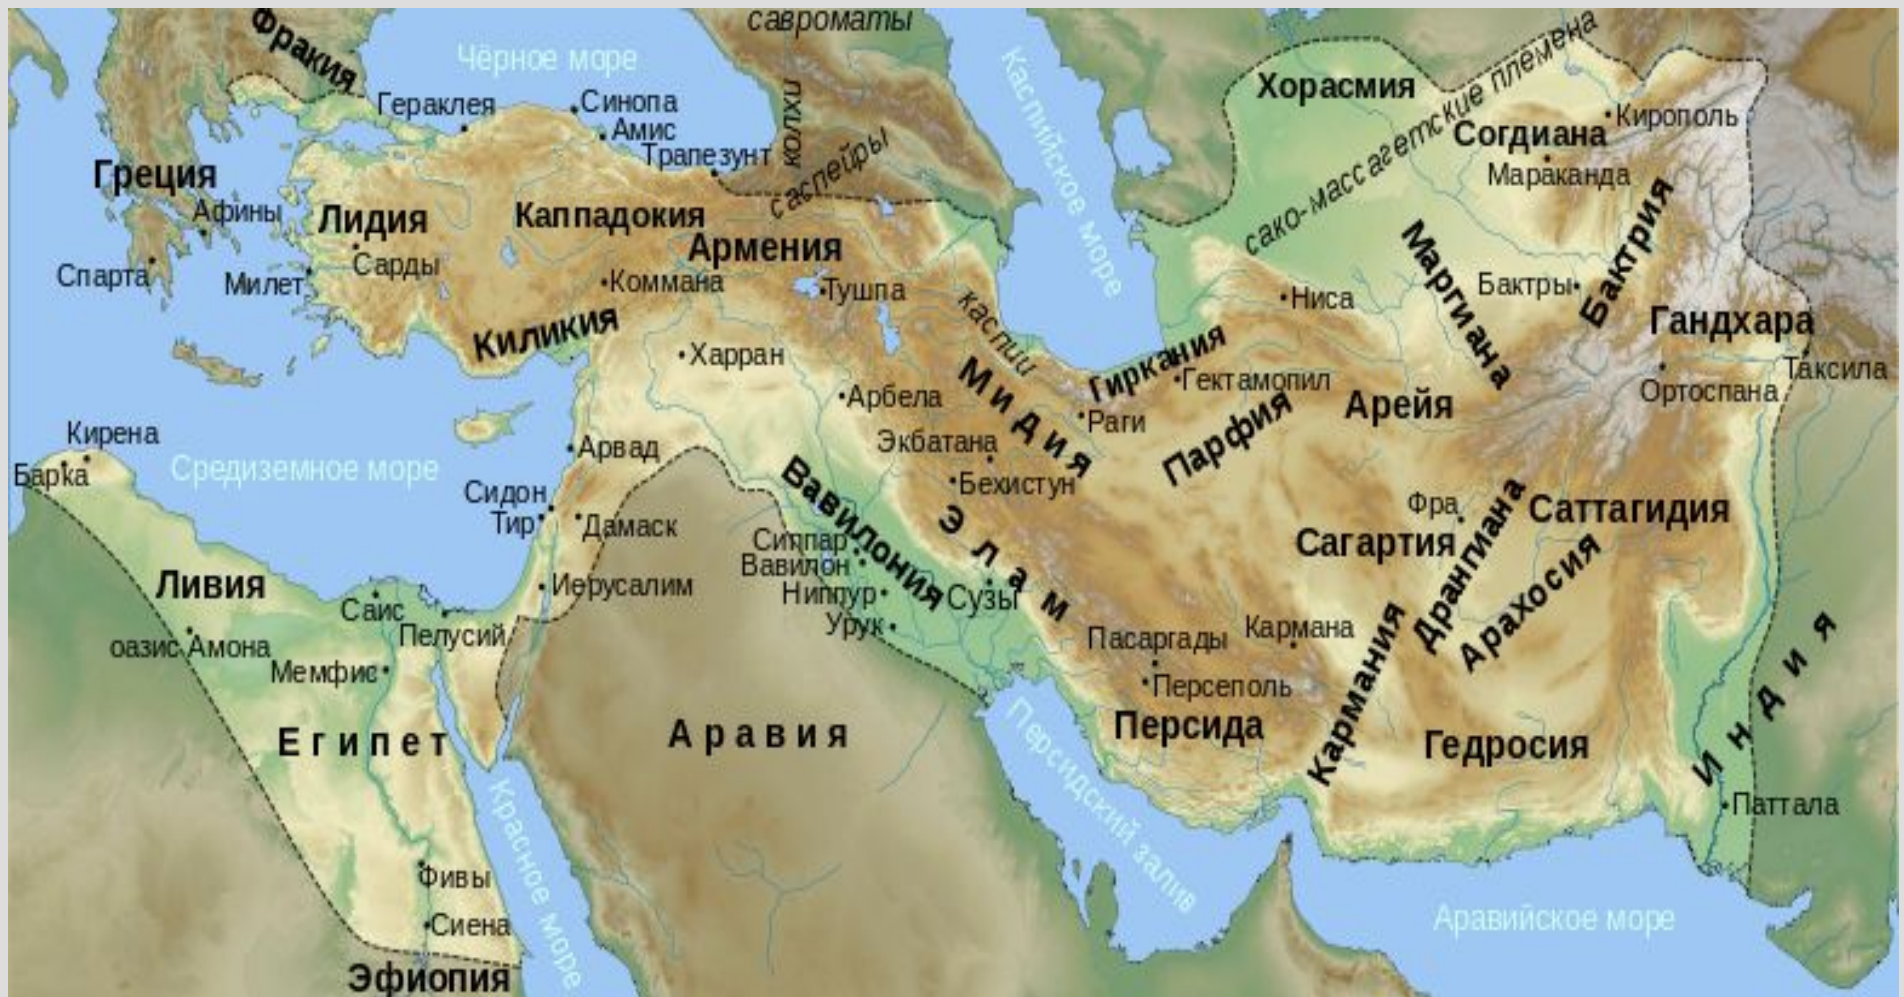 Фракия
савроматы
Чёрное море
Каспийское море
колхи
саспейры
Хорасмия
сако-массагетские племена
Гераклея
Синопа
Амис
Трапезунт
Кирополь
Согдиана
Мараканда
Греция
Афины
Лидия
Сарды
Каппадокия
Армения
Спарта
Милет
Коммана
Тушпа
каспии
Ниса
Маргиана
Бактры
Бактрия
Гандхара
Киликия
Харран
Арбела
Мидия
Гиркания
Гектамопил
Раги
Парфия
Арейя
Таксила
Ортоспана
Кирена
Барка
Средиземное море
Арвад
Экбатана
Бехистун
Сидон
Тир
Дамаск
Вавилония
Элам
Фра
Саттагидия
Сагартия
Дрангиана
Арахосия
Сиппар
Вавилон
Ниппур
Урук
Сузы
Ливия
Саис
Пелусий
Иерусалим
оазис Амона
Мемфис
Пасаргады
Кармана
Персеполь
Кармания
Индия
Египет
Аравия
Персида
Гедросия
Персидский залив
Красное море
Паттала
Фивы
Сиена
Аравийское море
Эфиопия